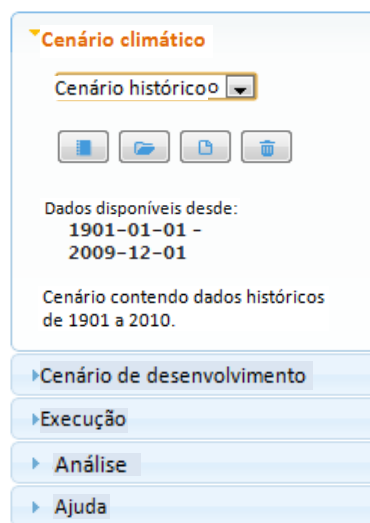 Cenário climático
Cenário históricoo
Dados disponíveis desde:
1901-01-01 -
2009-12-01
Cenário contendo dados históricos
de 1901 a 2010.
Cenário de desenvolvimento
Execução
Análise
Ajuda